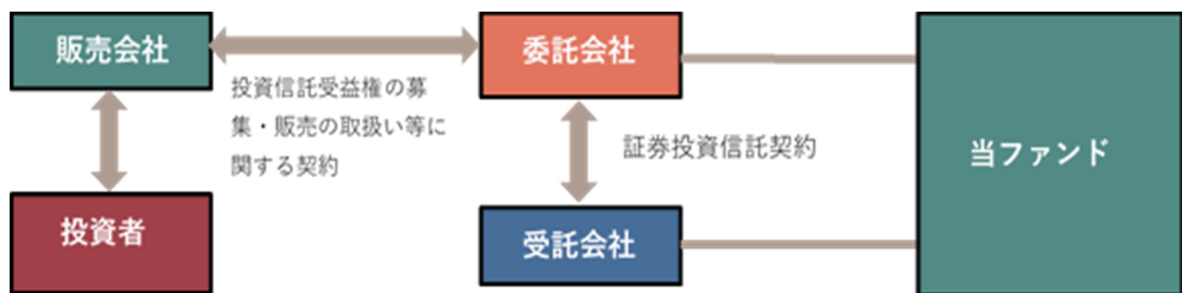 販売会社
委託会社
投資信託受益権の募
集・販売の取扱い等に
関する契約
証券投資信託契約
当ファンド
投資者
受託会社